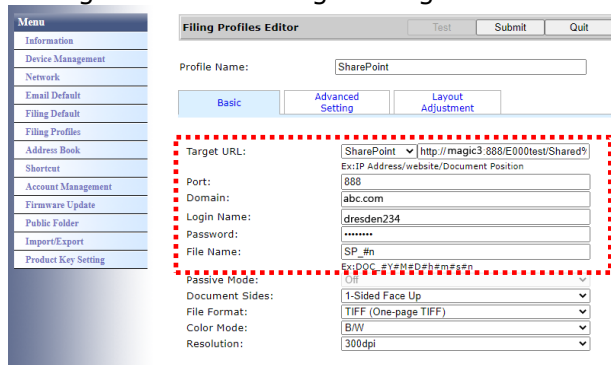 Menu
Information
Device Management
Network
Email Default
Filing Default
Filing Profiles
Address Book
Shortcut
Account Management
Firmware Update
Public Folder
Import/Export
Product Key Setting
Filing Profiles Editor Test Submit Quit
Profile Name: SharePoint
Basic Advanced Setting Layout Adjustment
Target URL: SharePoint http://magic3:888/E000test/Shared%
Ex:IP Address/website/Document Position
Port: 888
Domain: abc.com
Login Name: dresden234
Password: ••••••••
File Name: SP_#n
Ex:DOC_#Y#M#D#h#m#s#n
Passive Mode: Off
Document Sides: 1-Sided Face Up
File Format: TIFF (One-page TIFF)
Color Mode: B/W
Resolution: 300dpi